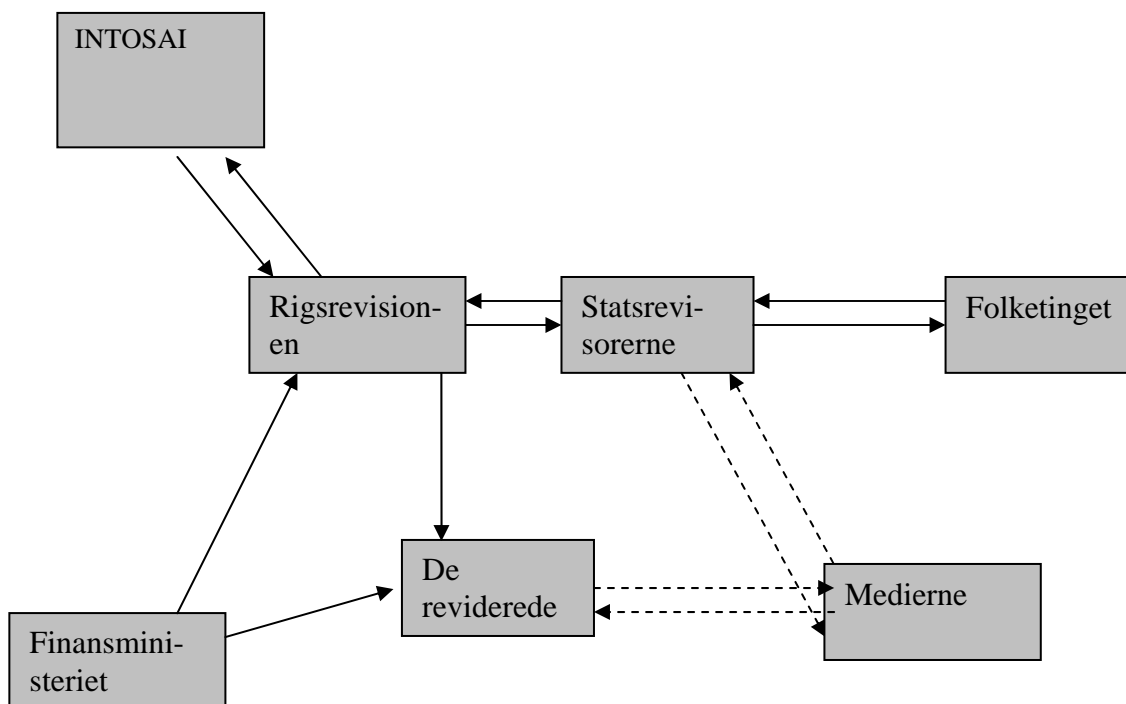 INTOSAI
Rigsrevision-
en
Statsrevi-
sorerne
Folketinget
De
reviderede
Medierne
Finansmini-
steriet